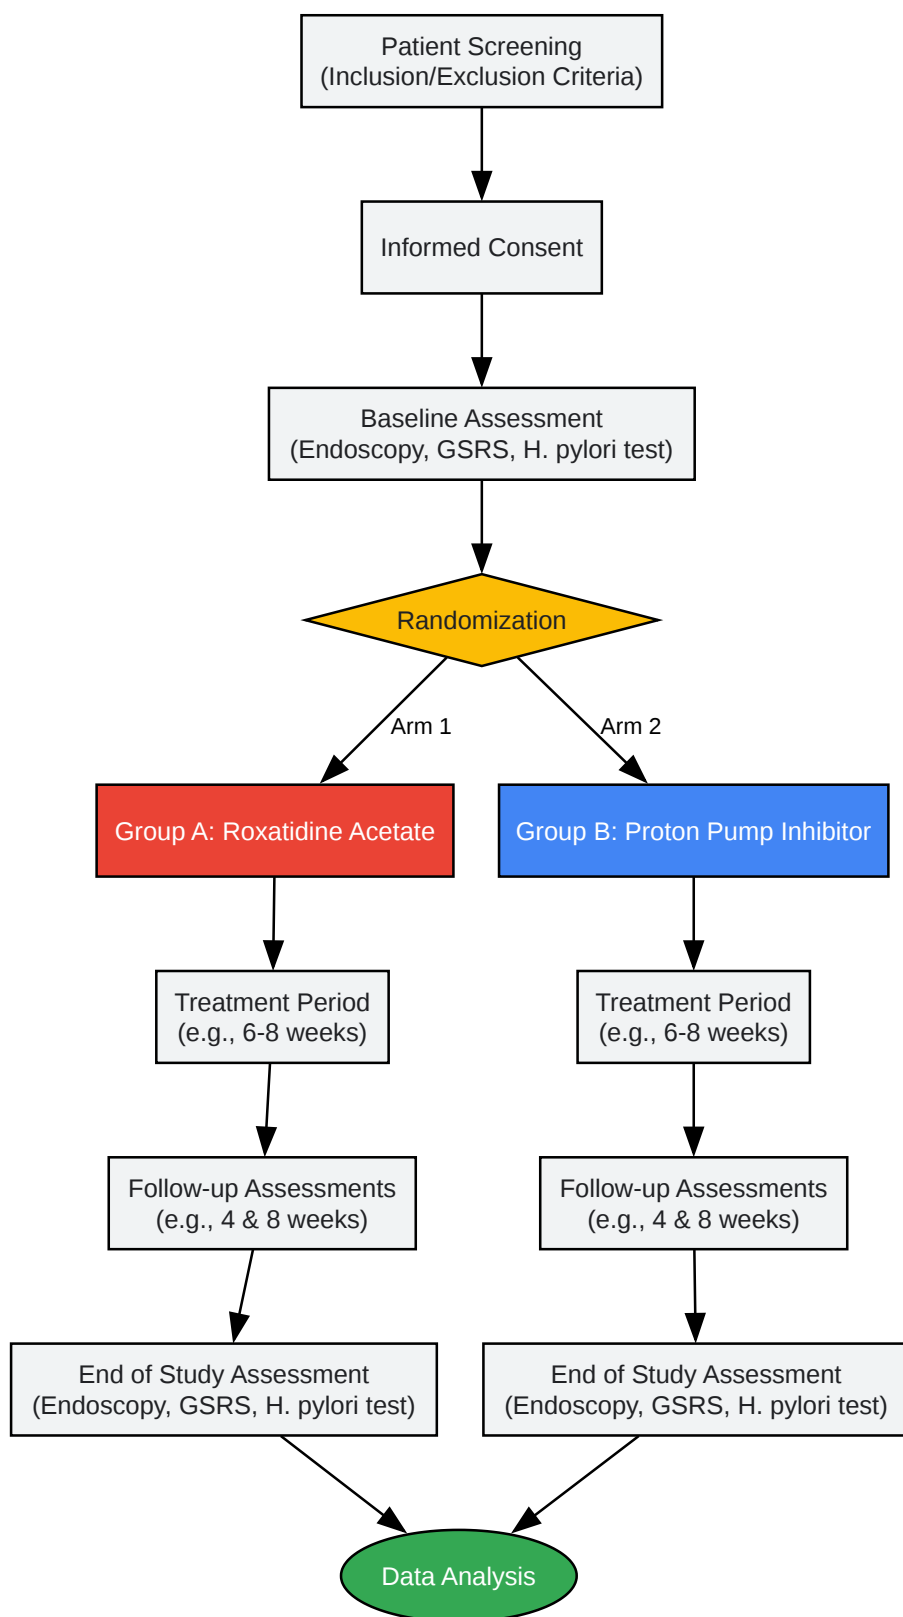 Patient Screening
(Inclusion/Exclusion Criteria)
Informed Consent
Baseline Assessment
(Endoscopy, GSRS, H. pylori test)
Randomization
Arm 1
Arm 2
Group A: Roxatidine Acetate
Group B: Proton Pump Inhibitor
Treatment Period
(e.g., 6-8 weeks)
Treatment Period
(e.g., 6-8 weeks)
Follow-up Assessments
(e.g., 4 & 8 weeks)
Follow-up Assessments
(e.g., 4 & 8 weeks)
End of Study Assessment
(Endoscopy, GSRS, H. pylori test)
End of Study Assessment
(Endoscopy, GSRS, H. pylori test)
Data Analysis